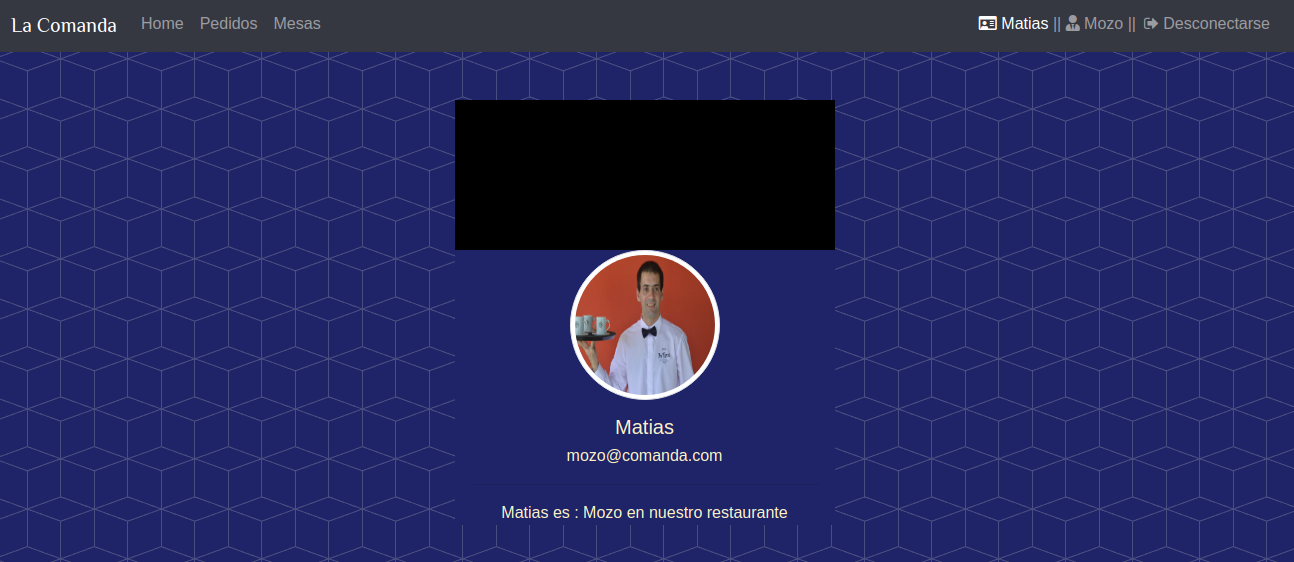 La Comanda Home Pedidos Mesas Matias || Mozo || Desconectarse
Matias
mozo@comanda.com
Matias es : Mozo en nuestro restaurante